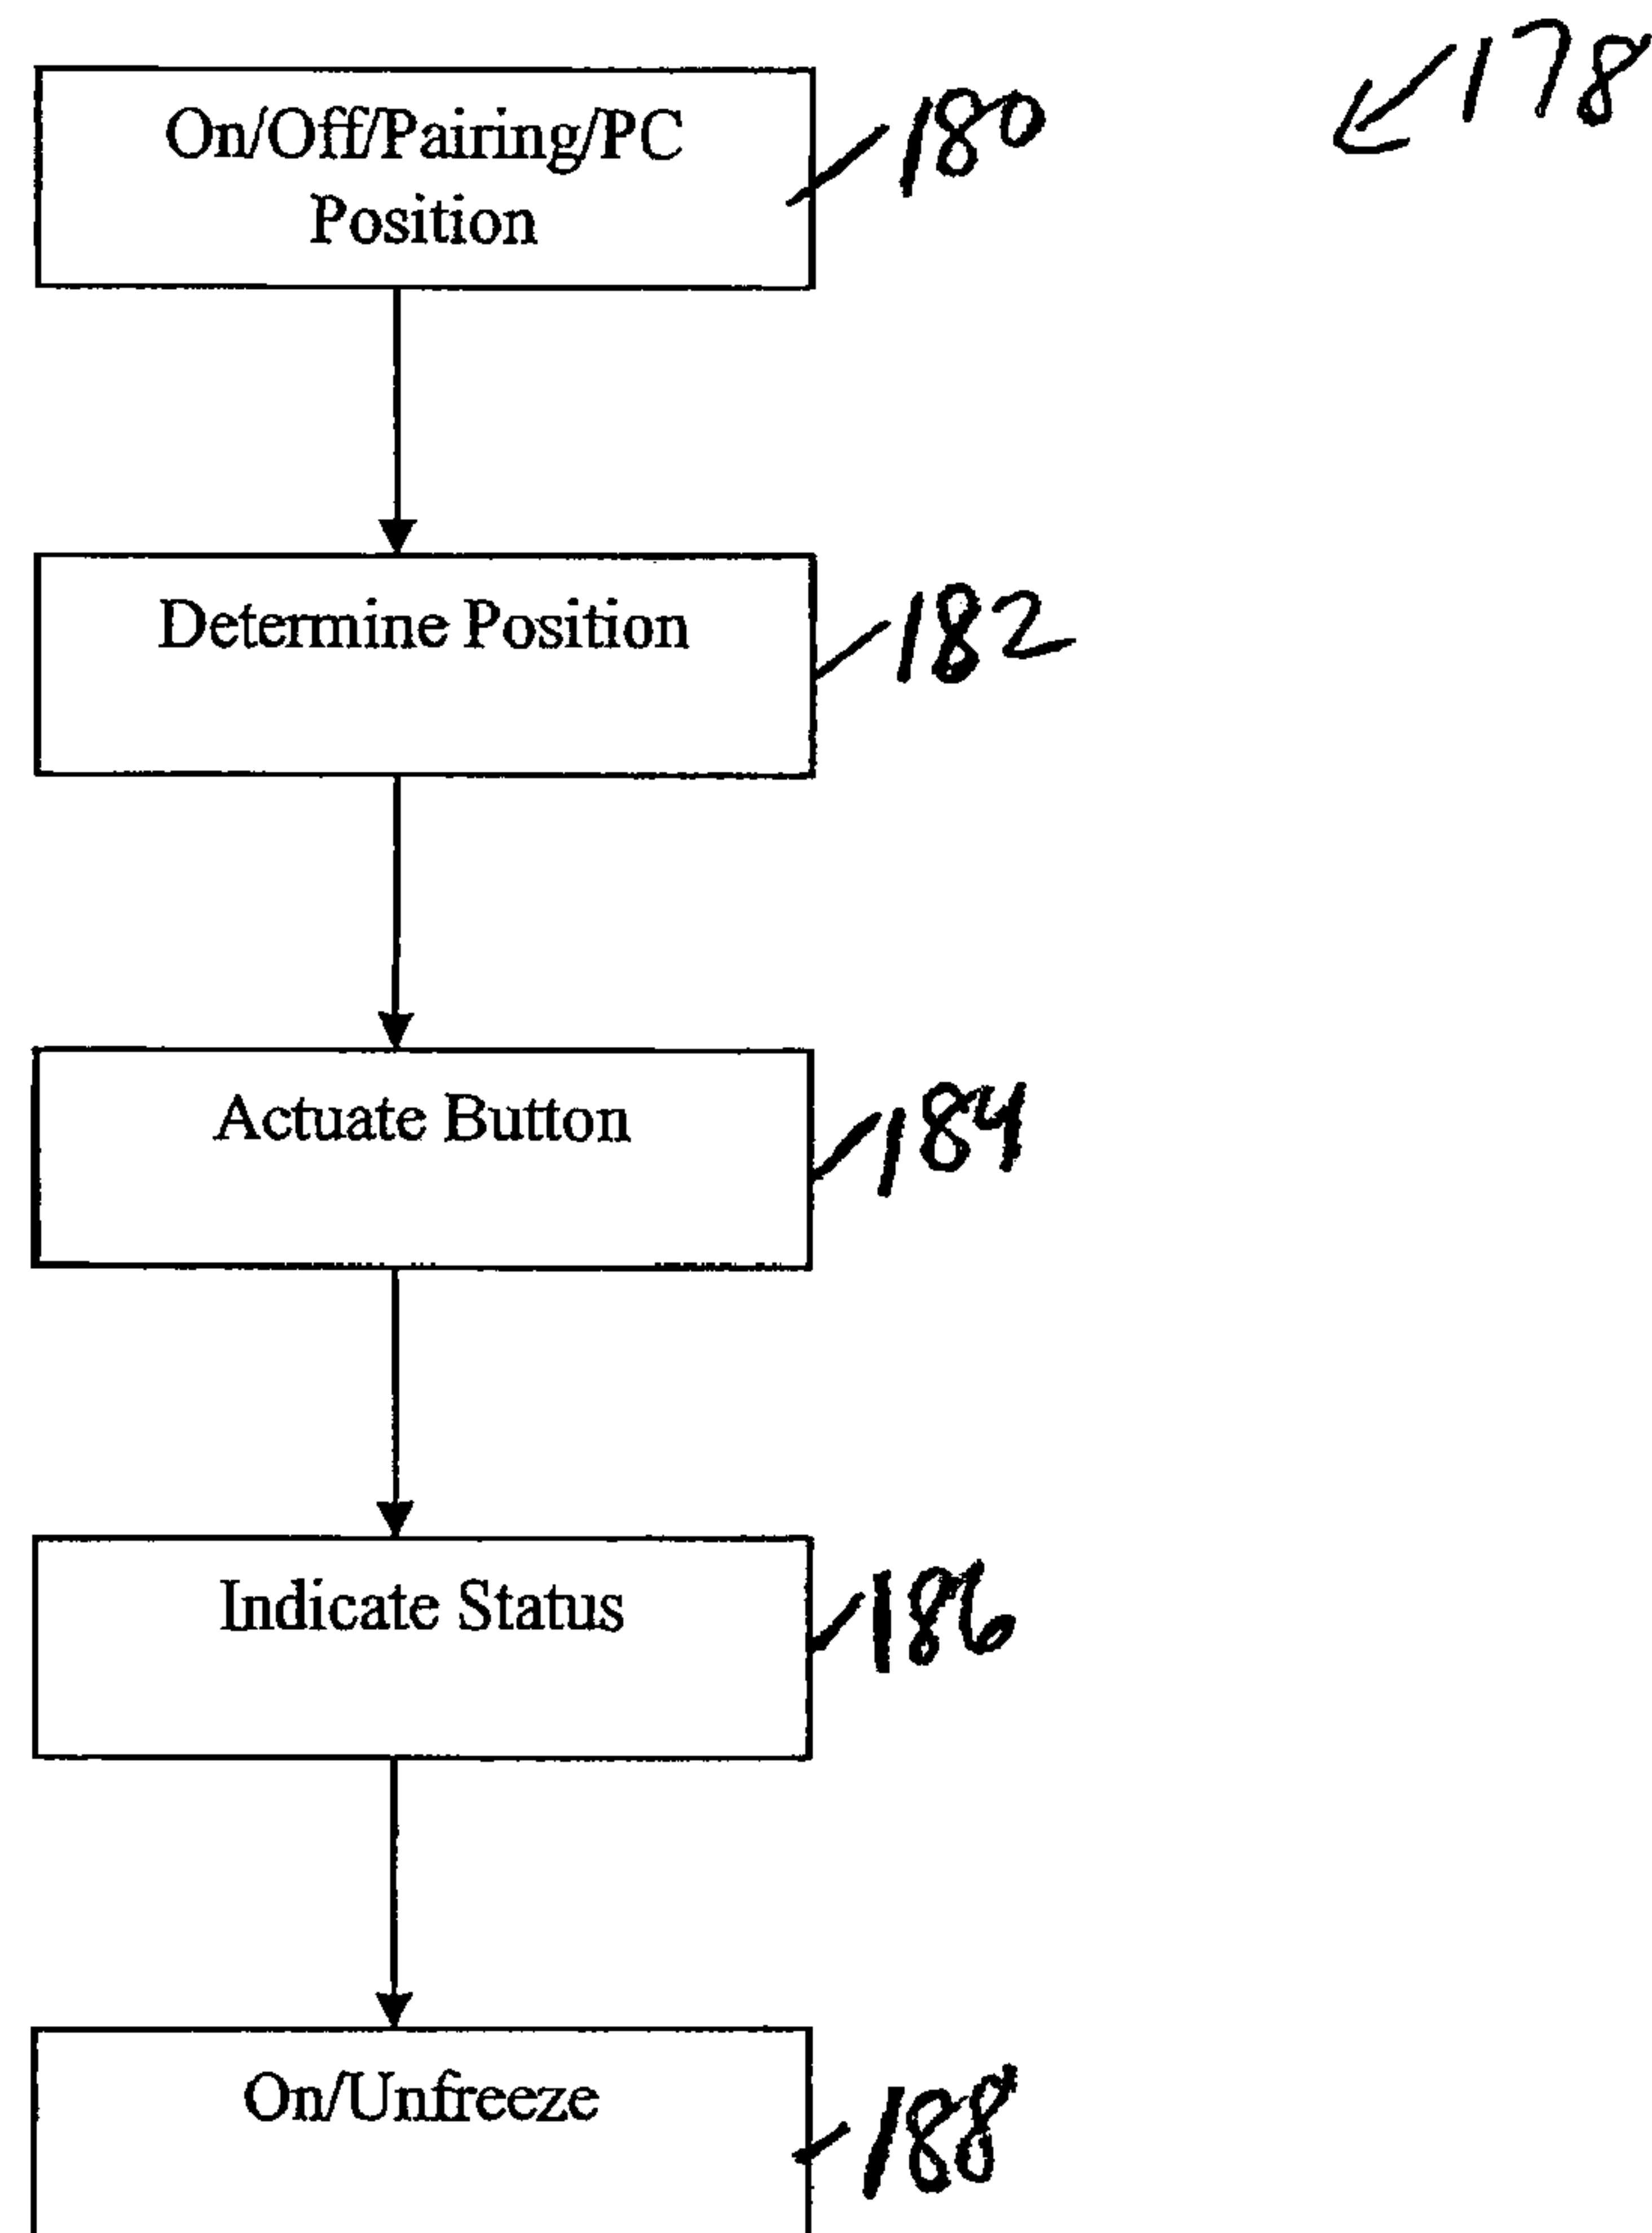 178
On/Off/Pairing/PC
Position
180
Determine Position
182
Actuate Button
184
Indicate Status
186
On/Unfreeze
188